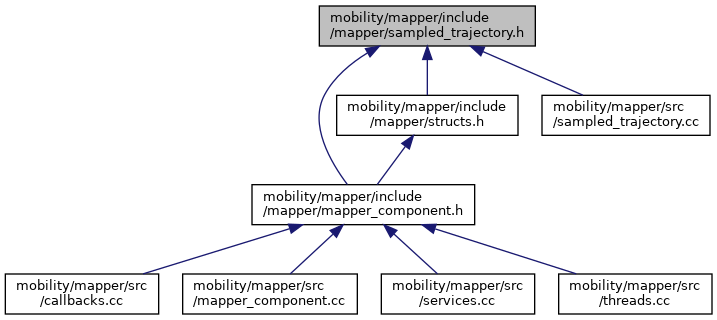 mobility/mapper/include
/mapper/sampled_trajectory.h
mobility/mapper/include
/mapper/structs.h
mobility/mapper/src
/sampled_trajectory.cc
mobility/mapper/include
/mapper/mapper_component.h
mobility/mapper/src
/callbacks.cc
mobility/mapper/src
/mapper_component.cc
mobility/mapper/src
/services.cc
mobility/mapper/src
/threads.cc